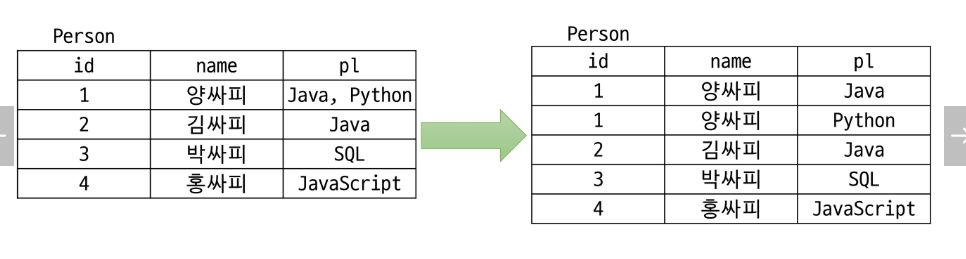 Person
id name pl
1 양싸피 Java, Python
2 김싸피 Java
3 박싸피 SQL
4 홍싸피 JavaScript
Person
id name pl
1 양싸피 Java
1 양싸피 Python
2 김싸피 Java
3 박싸피 SQL
4 홍싸피 JavaScript